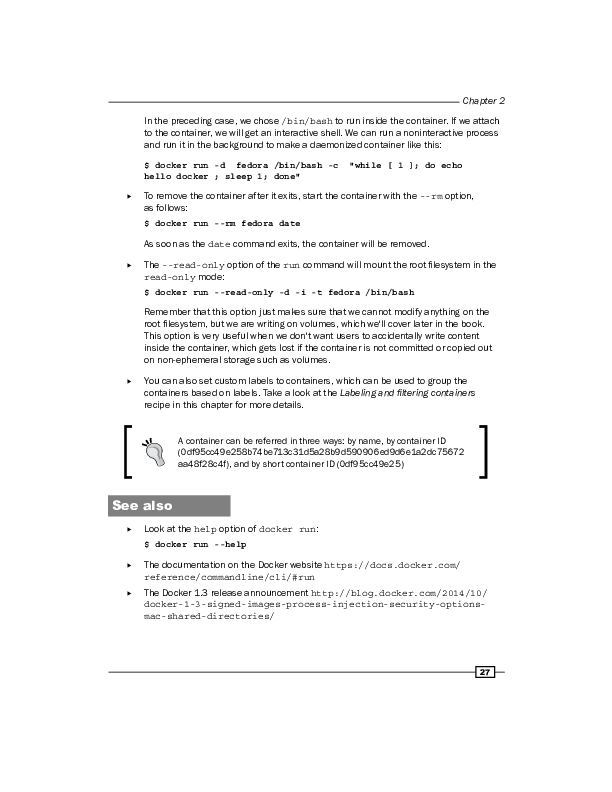 Chapter 2
In the preceding case, we chose /bin/bash to run inside the container. If we attach
to the container, we will get an interactive shell. We can run a noninteractive process
and run it in the background to make a daemonized container like this:
$ docker run -d  fedora /bin/bash -c  "while [ 1 ]; do echo
hello docker ; sleep 1; done"
▸ To remove the container after it exits, start the container with the --rm option,
as follows:
$ docker run --rm fedora date
As soon as the date command exits, the container will be removed.
▸ The --read-only option of the run command will mount the root filesystem in the
read-only mode:
$ docker run --read-only -d -i -t fedora /bin/bash
Remember that this option just makes sure that we cannot modify anything on the
root filesystem, but we are writing on volumes, which we'll cover later in the book.
This option is very useful when we don't want users to accidentally write content
inside the container, which gets lost if the container is not committed or copied out
on non-ephemeral storage such as volumes.
▸ You can also set custom labels to containers, which can be used to group the
containers based on labels. Take a look at the Labeling and filtering containers
recipe in this chapter for more details.
A container can be referred in three ways: by name, by container ID
(0df95cc49e258b74be713c31d5a28b9d590906ed9d6e1a2dc75672
aa48f28c4f), and by short container ID (0df95cc49e25)
See also
▸ Look at the help option of docker run:
$ docker run --help
▸ The documentation on the Docker website https://docs.docker.com/
reference/commandline/cli/#run
▸ The Docker 1.3 release announcement http://blog.docker.com/2014/10/
docker-1-3-signed-images-process-injection-security-options-
mac-shared-directories/
27